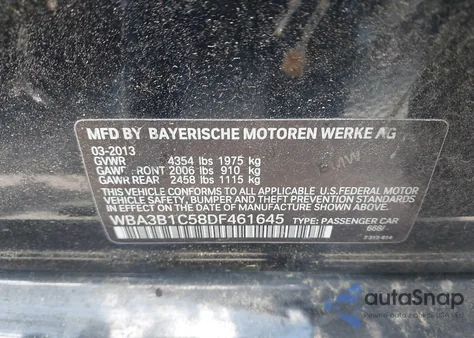 MFD BY BAYERISCHE MOTOREN WERKE AG
03-2013
GVWR 4354 lbs 1975 kg
GAWR FRONT 2006 lbs 910 kg
GAWR REAR 2458 lbs 1115 kg
BMW
THIS VEHICLE CONFORMS TO ALL APPLICABLE U.S.FEDERAL MOTOR
VEHICLE SAFETY, BUMPER, AND THEFT PREVENTION STANDARDS
IN EFFECT ON THE DATE OF MANUFACTURE SHOWN ABOVE.
WBA3B1C58DF461645 TYPE: PASSENGER CAR
668/
autoSnap